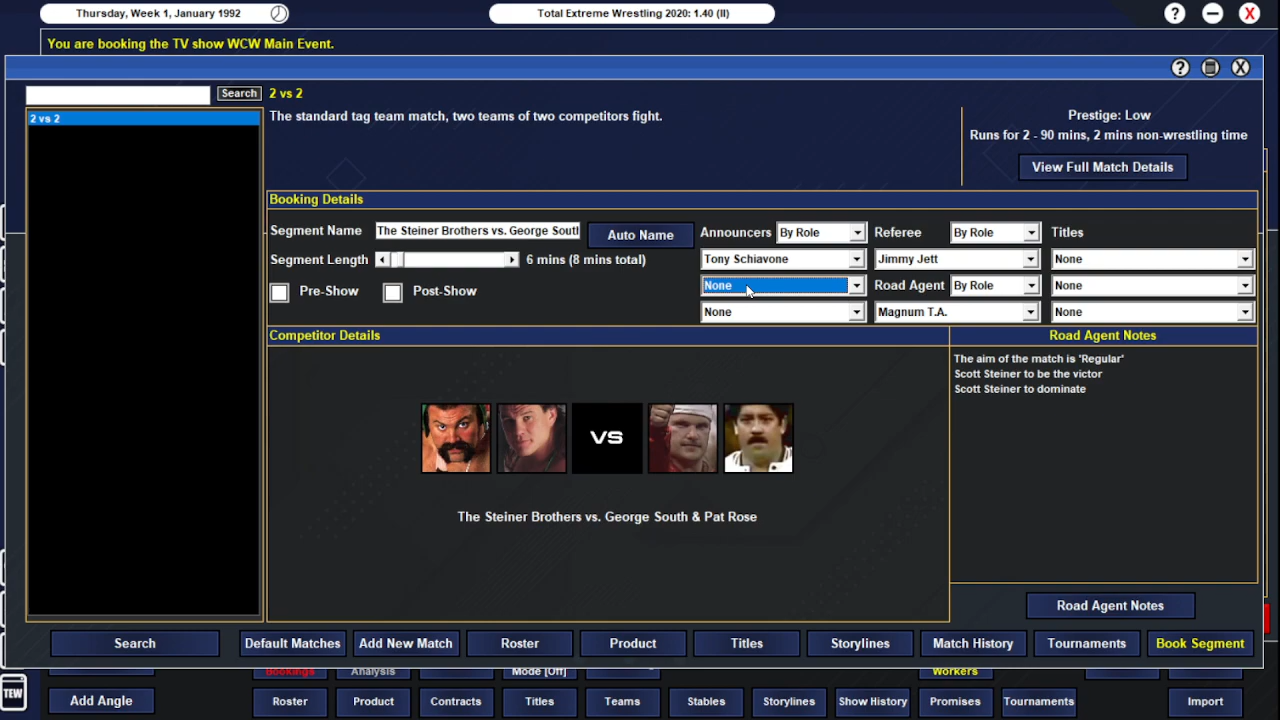 Thursday, Week 1, January 1992
Total Extreme Wrestling 2020: 1.40 (II)
? X
You are booking the TV show WCW Main Event.
? X
Search
2 vs 2
2 vs 2
The standard tag team match, two teams of two competitors fight.
Prestige: Low
Runs for 2 - 90 mins, 2 mins non-wrestling time
View Full Match Details
Booking Details
Segment Name The Steiner Brothers vs. George Soutl Auto Name Announcers By Role Referee By Role Titles
Segment Length 6 mins (8 mins total) Tony Schiavone Jimmy Jett None
Pre-Show Post-Show None Road Agent By Role None
None Magnum T.A. None
Competitor Details
Road Agent Notes
The aim of the match is 'Regular'
Scott Steiner to be the victor
Scott Steiner to dominate
VS
The Steiner Brothers vs. George South & Pat Rose
Road Agent Notes
Search Default Matches Add New Match Roster Product Titles Storylines Match History Tournaments Book Segment
Bookings Analysis Mode [Off] Workers
TEW Add Angle Roster Product Contracts Titles Teams Stables Storylines Show History Promises Tournaments Import